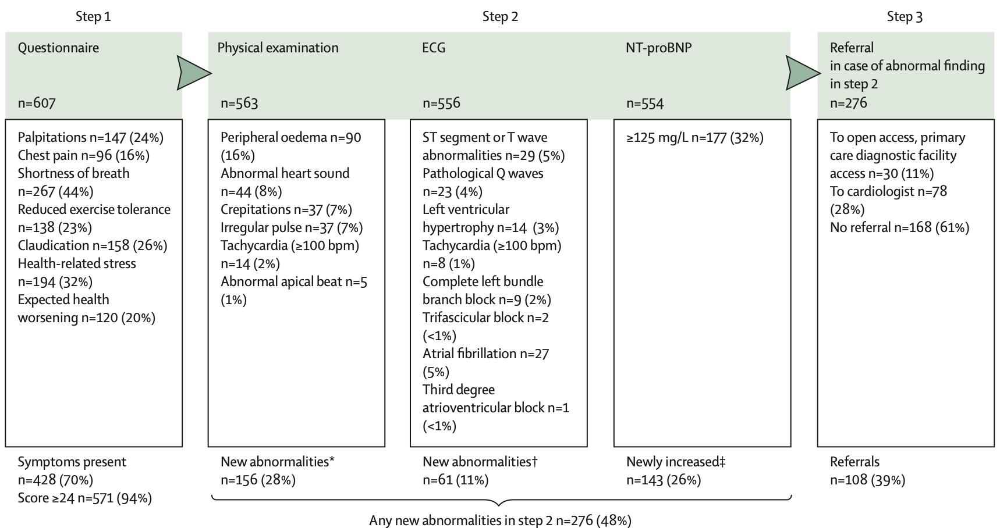 Step 1
Step 2
Step 3
Questionnaire
n=607
Palpitations n=147 (24%)
Chest pain n=96 (16%)
Shortness of breath
n=267 (44%)
Reduced exercise tolerance
n=138 (23%)
Claudication n=158 (26%)
Health-related stress
n=194 (32%)
Expected health
worsening n=120 (20%)
Symptoms present
n=428 (70%)
Score ≥24 n=571 (94%)
Physical examination
n=563
Peripheral oedema n=90
(16%)
Abnormal heart sound
n=44 (8%)
Crepitations n=37 (7%)
Irregular pulse n=37 (7%)
Tachycardia (≥100 bpm)
n=14 (2%)
Abnormal apical beat n=5
(1%)
New abnormalities*
n=156 (28%)
ECG
n=556
ST segment or T wave
abnormalities n=29 (5%)
Pathological Q waves
n=23 (4%)
Left ventricular
hypertrophy n=14 (3%)
Tachycardia (≥100 bpm)
n=8 (1%)
Complete left bundle
branch block n=9 (2%)
Trifascicular block n=2
(<1%)
Atrial fibrillation n=27
(5%)
Third degree
atrioventricular block n=1
(<1%)
New abnormalities†
n=61 (11%)
NT-proBNP
n=554
≥125 mg/L n=177 (32%)
Newly increased‡
n=143 (26%)
Any new abnormalities in step 2 n=276 (48%)
Referral
in case of abnormal finding
in step 2
n=276
To open access, primary
care diagnostic facility
access n=30 (11%)
To cardiologist n=78
(28%)
No referral n=168 (61%)
Referrals
n=108 (39%)